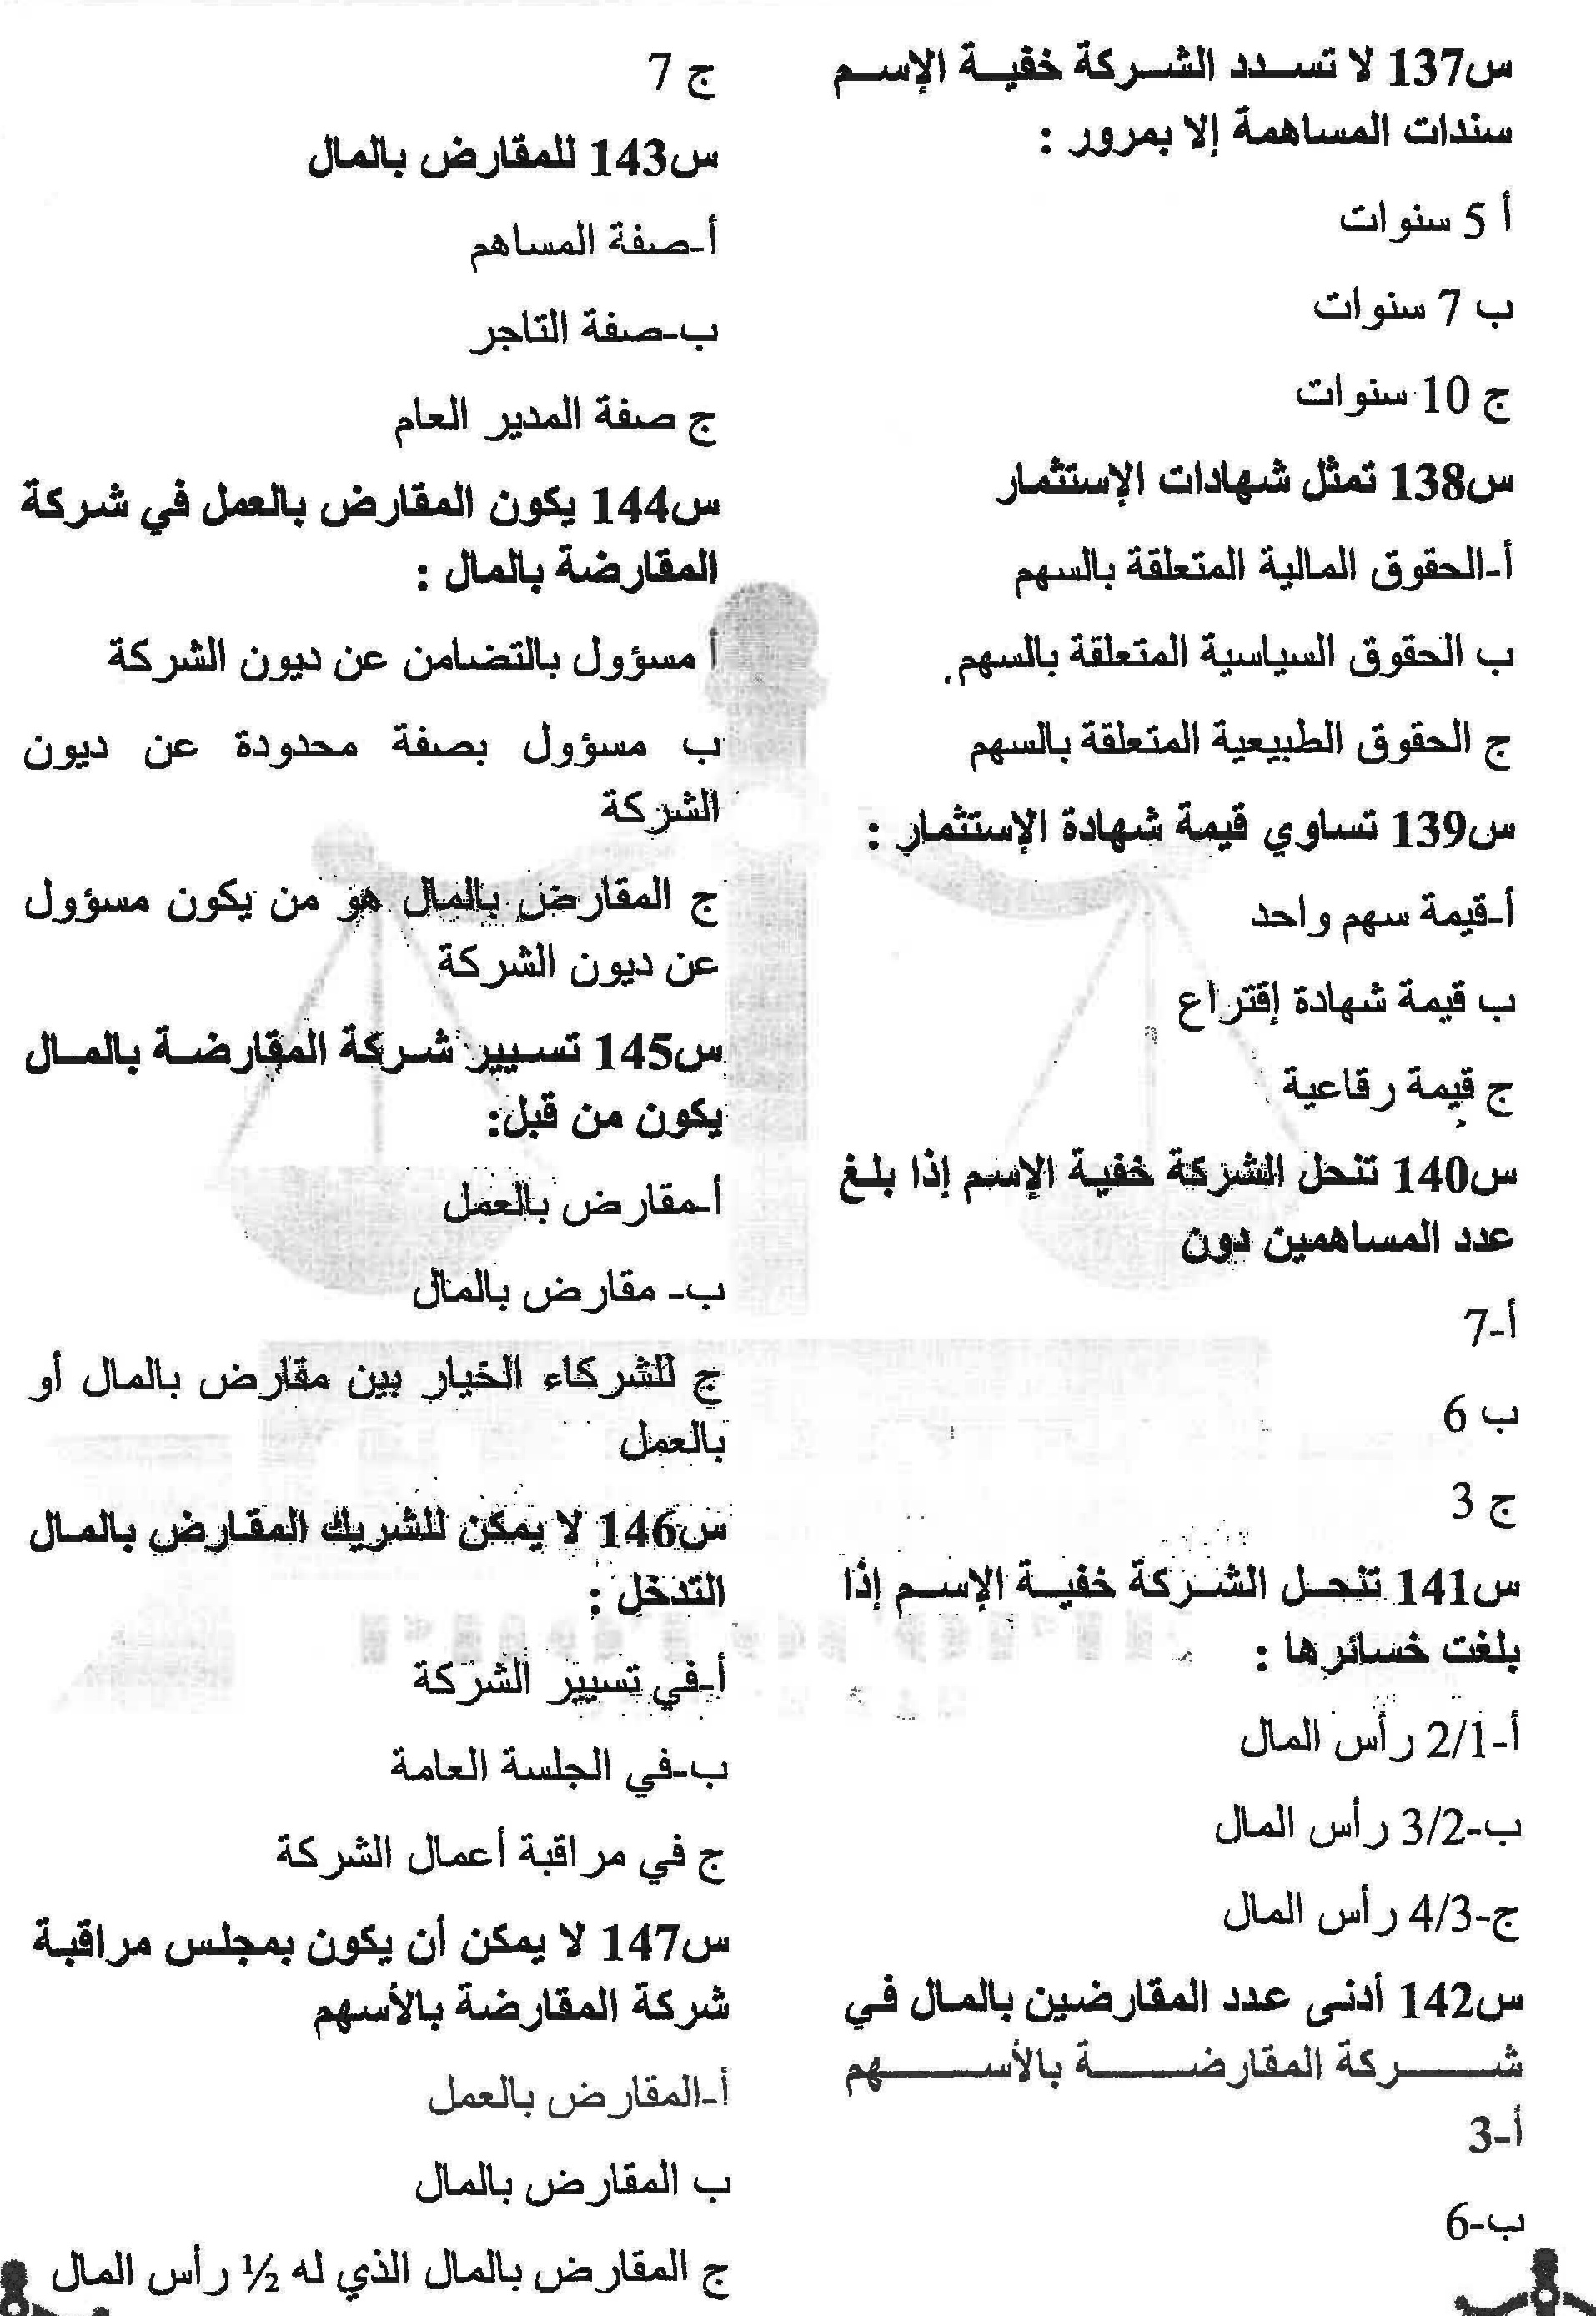 س137 لا تسدد الشركة خفية الإسم
سندات المساهمة إلا بمرور :
أ 5 سنوات
ب 7 سنوات
ج 10 سنوات
س138 تمثل شهادات الإستثمار
أ-الحقوق المالية المتعلقة بالسهم
ب الحقوق السياسية المتعلقة بالسهم.
ج الحقوق الطبيعية المتعلقة بالسهم
س139 تساوي قيمة شهادة الإستثمار :
أ-قيمة سهم واحد
ب قيمة شهادة إقتراع
ج قيمة رقاعية
س140 تنحل الشركة خفية الإسم إذا بلغ
عدد المساهمين دون
أ-7
ب 6
ج 3
س141 تنحل الشركة خفية الإسم إذا
بلغت خسائرها :
أ-2/1 رأس المال
ب-3/2 رأس المال
ج-4/3 رأس المال
س142 أدنى عدد المقارضين بالمال في
شركة المقارضة بالأسهم
أ-3
ب-6
ج 7
س143 للمقارض بالمال
أ-صفة المساهم
ب-صفة التاجر
ج صفة المدير العام
س144 يكون المقارض بالعمل في شركة
المقارضة بالمال :
أ مسؤول بالتضامن عن ديون الشركة
ب مسؤول بصفة محدودة عن ديون
الشركة
ج المقارض بالمال هو من يكون مسؤول
عن ديون الشركة
س145 تسيير شركة المقارضة بالمال
يكون من قبل:
أ-مقارض بالعمل
ب- مقارض بالمال
ج للشركاء الخيار بين مقارض بالمال أو
بالعمل
س146 لا يمكن للشريك المقارض بالمال
التدخل :
أ-في تسيير الشركة
ب-في الجلسة العامة
ج في مراقبة أعمال الشركة
س147 لا يمكن أن يكون بمجلس مراقبة
شركة المقارضة بالأسهم
أ-المقارض بالعمل
ب المقارض بالمال
ج المقارض بالمال الذي له ½ رأس المال